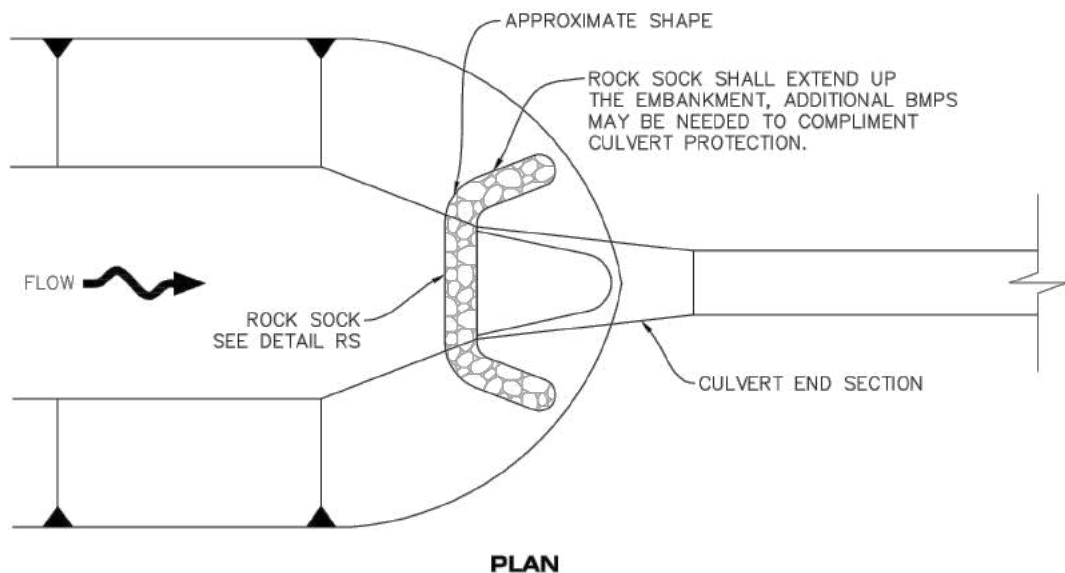 APPROXIMATE SHAPE
ROCK SOCK SHALL EXTEND UP
THE EMBANKMENT, ADDITIONAL BMPS
MAY BE NEEDED TO COMPLIMENT
CULVERT PROTECTION.
FLOW
ROCK SOCK
SEE DETAIL RS
CULVERT END SECTION
PLAN